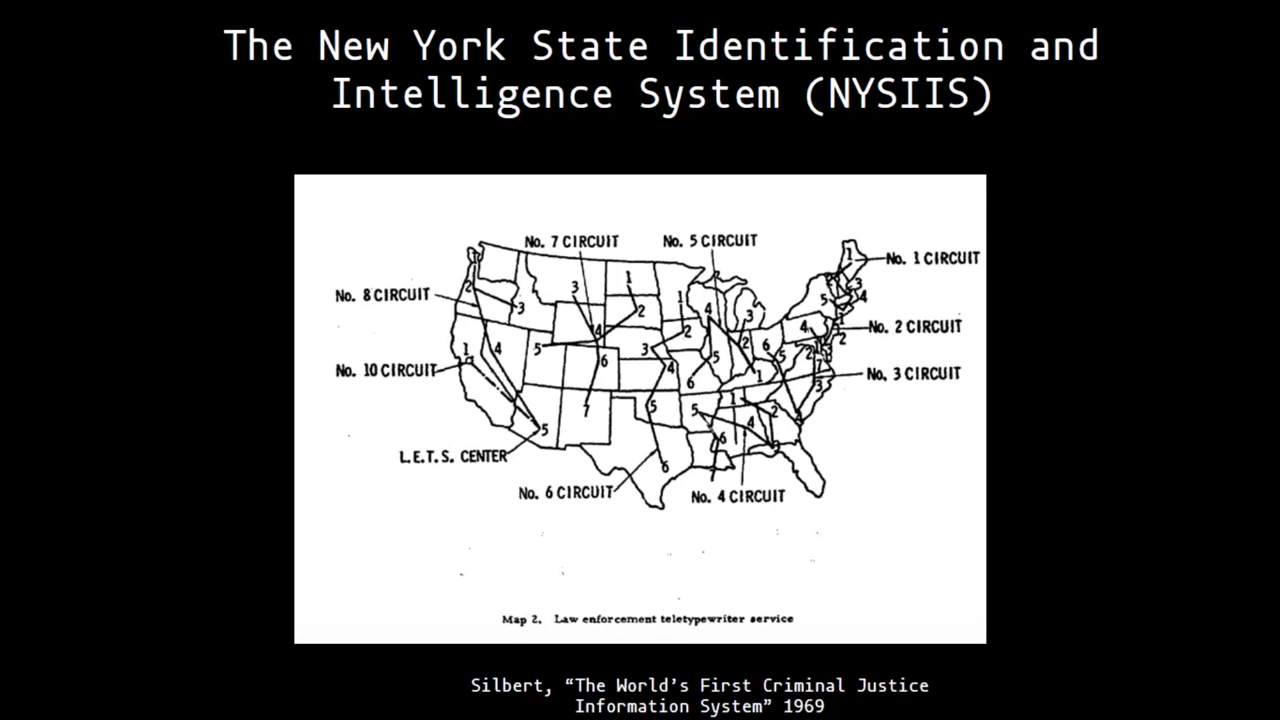 The New York State Identification and
Intelligence System (NYSIIS)
No. 7 CIRCUIT
No. 5 CIRCUIT
No. 1 CIRCUIT
No. 8 CIRCUIT
No. 2 CIRCUIT
No. 10 CIRCUIT
No. 3 CIRCUIT
L.E.T.S. CENTER
No. 6 CIRCUIT
No. 4 CIRCUIT
Map 2. Law enforcement teletypewriter service
Silbert, “The World’s First Criminal Justice
Information System” 1969